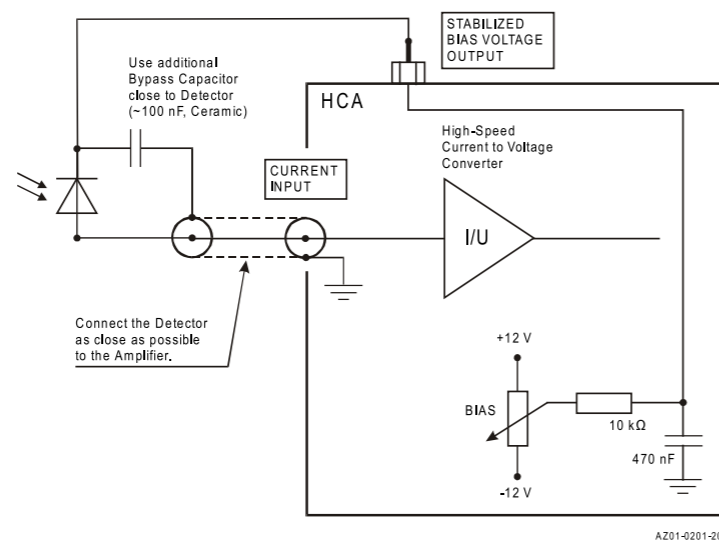 STABILIZED
BIAS VOLTAGE
OUTPUT
Use additional
Bypass Capacitor
close to Detector
(~100 nF, Ceramic)
HCA
High-Speed
Current to Voltage
Converter
CURRENT
INPUT
I/U
Connect the Detector
as close as possible
to the Amplifier.
+12 V
BIAS
10 kΩ
470 nF
-12 V